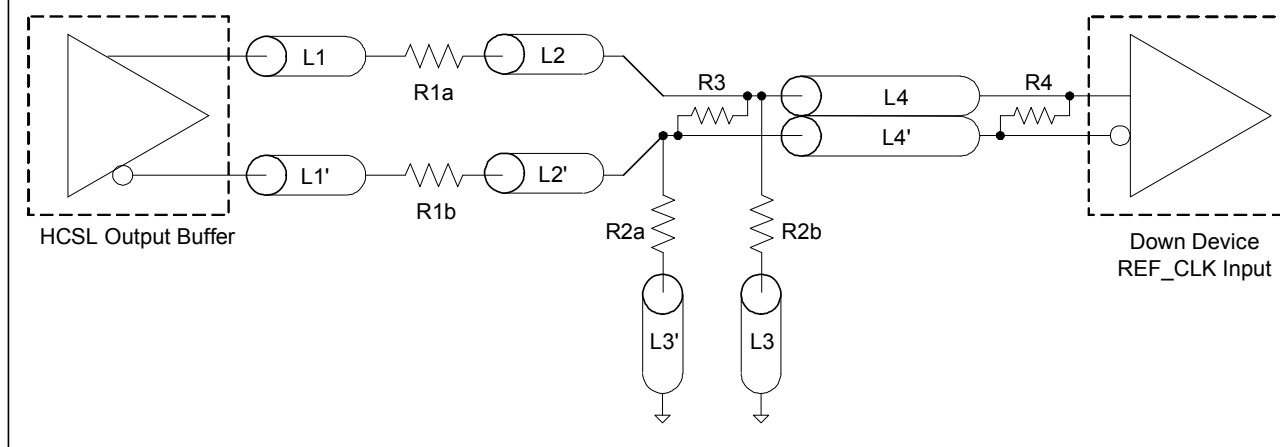 L1
R1a
L2
R3
L4
R4
L1'
R1b
L2'
L4'
HCSL Output Buffer
R2a
R2b
Down Device
REF_CLK Input
L3'
L3